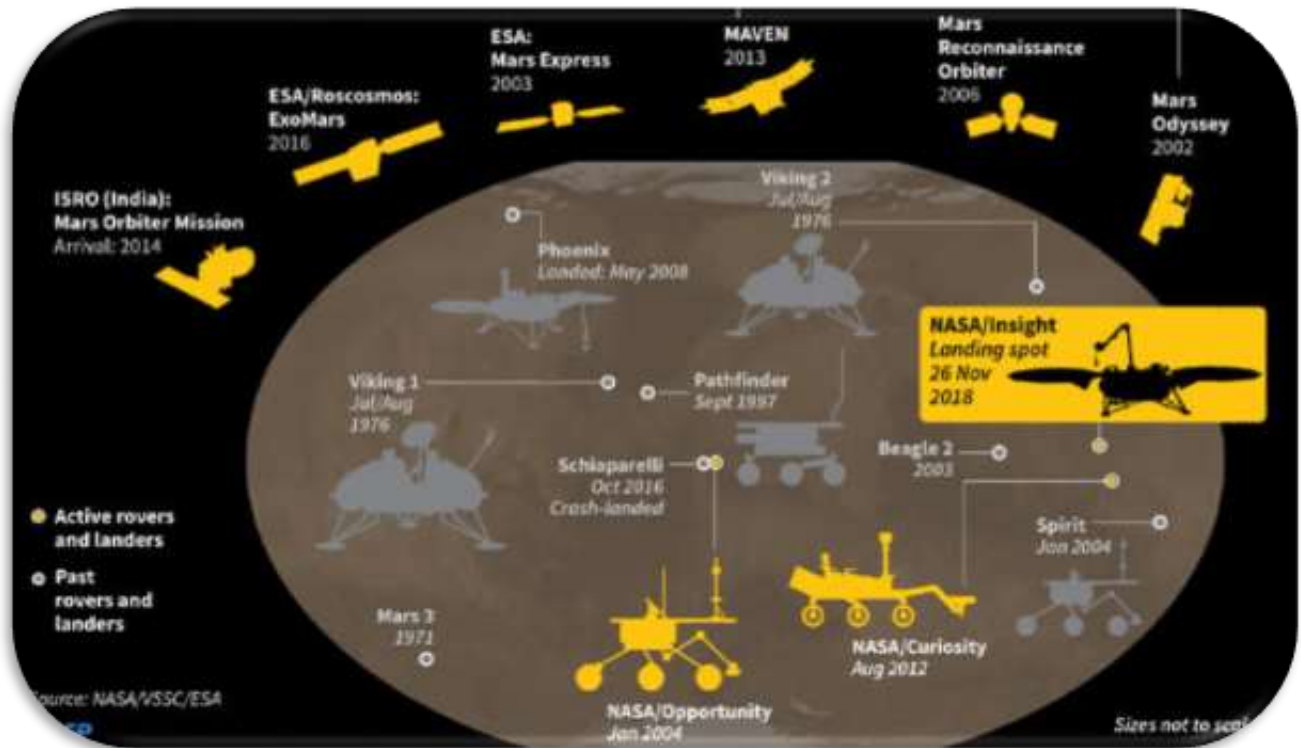 ESA:
Mars Express
2003
MAVEN
2013
Mars
Reconnaissance
Orbiter
2006
ESA/Roscosmos:
ExoMars
2016
Mars
Odyssey
2002
ISRO (India):
Mars Orbiter Mission
Arrival: 2014
Viking 2
Jul/Aug
1976
Phoenix
Landed: May 2008
NASA/Insight
Landing spot
26 Nov
2018
Viking 1
Jul/Aug
1976
Pathfinder
Sept 1997
Beagle 2
2003
Schiaparelli
Oct 2016
Crash-landed
Active rovers
and landers
Spirit
Jan 2004
Past
rovers and
landers
Mars 3
1971
NASA/Curiosity
Aug 2012
NASA/Opportunity
Jan 2004
Source: NASA/VSSC/ESA
Sizes not to